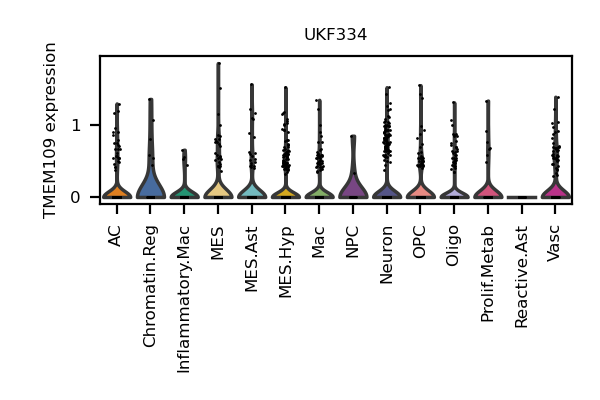 UKF334
TMEM109 expression
1
0
AC
Chromatin.Reg
Inflammatory.Mac
MES
MES.Ast
MES.Hyp
Mac
NPC
Neuron
OPC
Oligo
Prolif.Metab
Reactive.Ast
Vasc